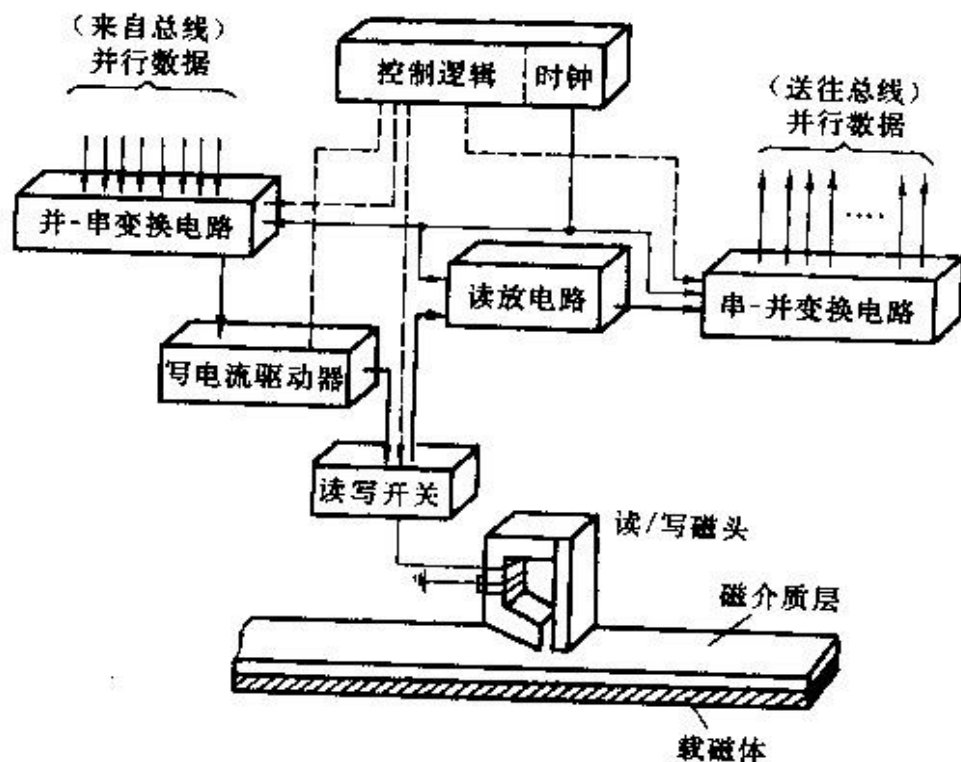 （来自总线）
并行数据
控制逻辑
时钟
（送往总线）
并行数据
并-串变换电路
读放电路
串-并变换电路
写电流驱动器
读写开关
读/写磁头
磁介质层
载磁体